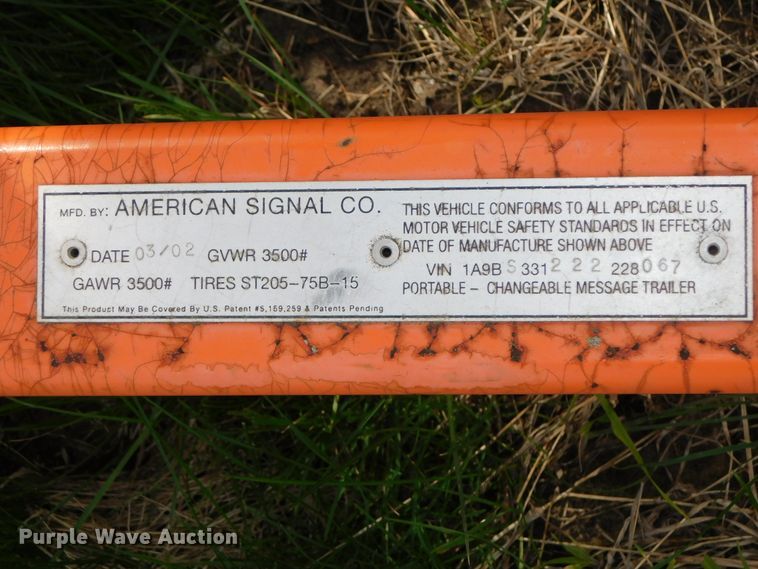 MFD. BY: AMERICAN SIGNAL CO.
DATE 03/02 GVWR 3500#
GAWR 3500# TIRES ST205-75B-15
This Product May Be Covered By U.S. Patent #5,159,259 & Patents Pending
THIS VEHICLE CONFORMS TO ALL APPLICABLE U.S.
MOTOR VEHICLE SAFETY STANDARDS IN EFFECT ON
DATE OF MANUFACTURE SHOWN ABOVE
VIN 1A9BS331222228067
PORTABLE - CHANGEABLE MESSAGE TRAILER
Purple Wave Auction